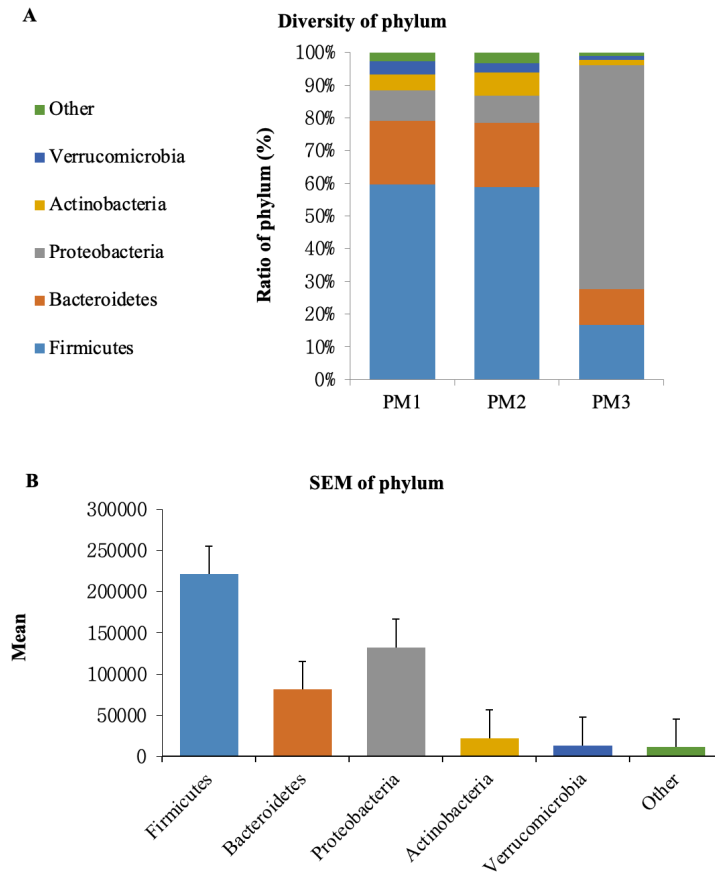 A
Diversity of phylum
Other
Verrucomicrobia
Actinobacteria
Proteobacteria
Bacteroidetes
Firmicutes
Ratio of phylum (%)
100%
90%
80%
70%
60%
50%
40%
30%
20%
10%
0%
PM1
PM2
PM3
B
SEM of phylum
Mean
300000
250000
200000
150000
100000
50000
0
Firmicutes
Bacteroidetes
Proteobacteria
Actinobacteria
Verrucomicrobia
Other